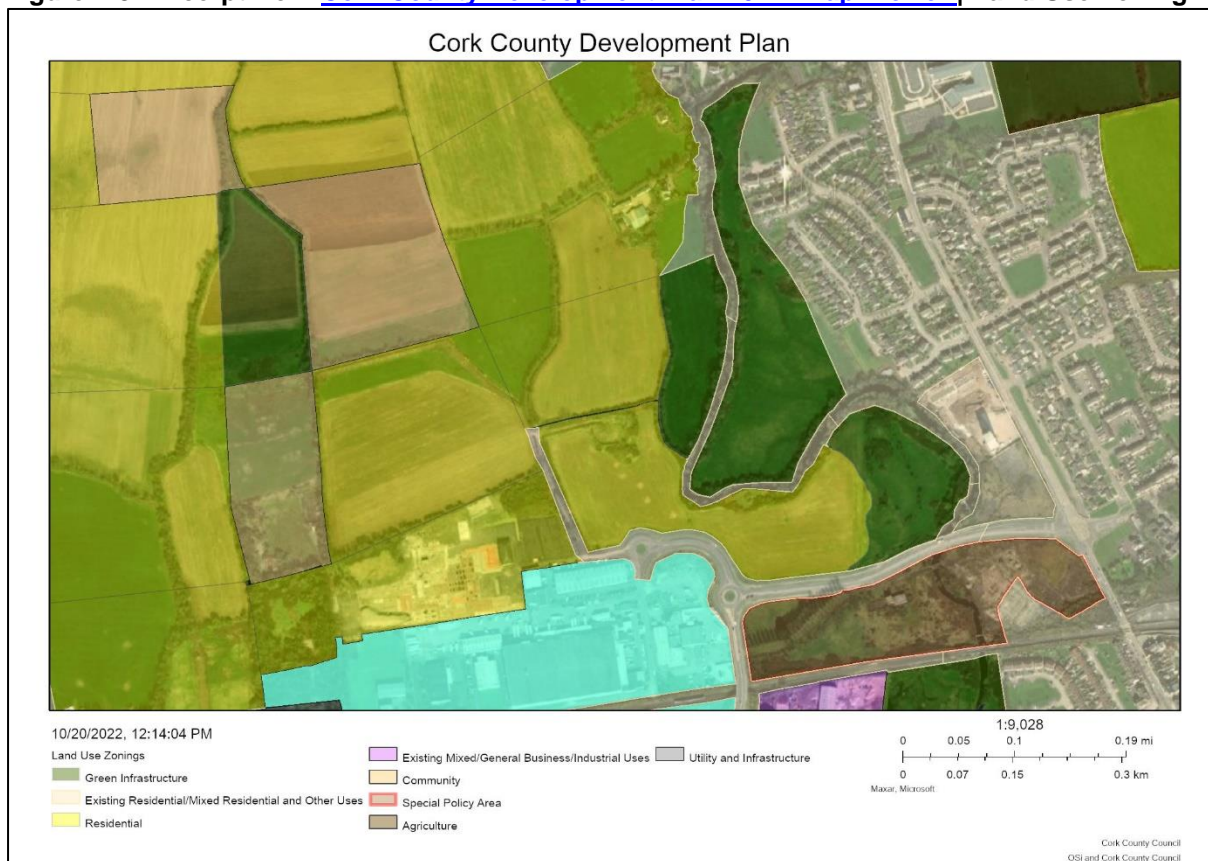 Cork County Development Plan
10/20/2022, 12:14:04 PM
Land Use Zonings
Green Infrastructure
Existing Residential/Mixed Residential and Other Uses
Residential
Existing Mixed/General Business/Industrial Uses
Community
Special Policy Area
Agriculture
Utility and Infrastructure
1:9,028
0 0.05 0.1 0.19 mi
0 0.07 0.15 0.3 km
Maxar, Microsoft
Cork County Council
OSi and Cork County Council